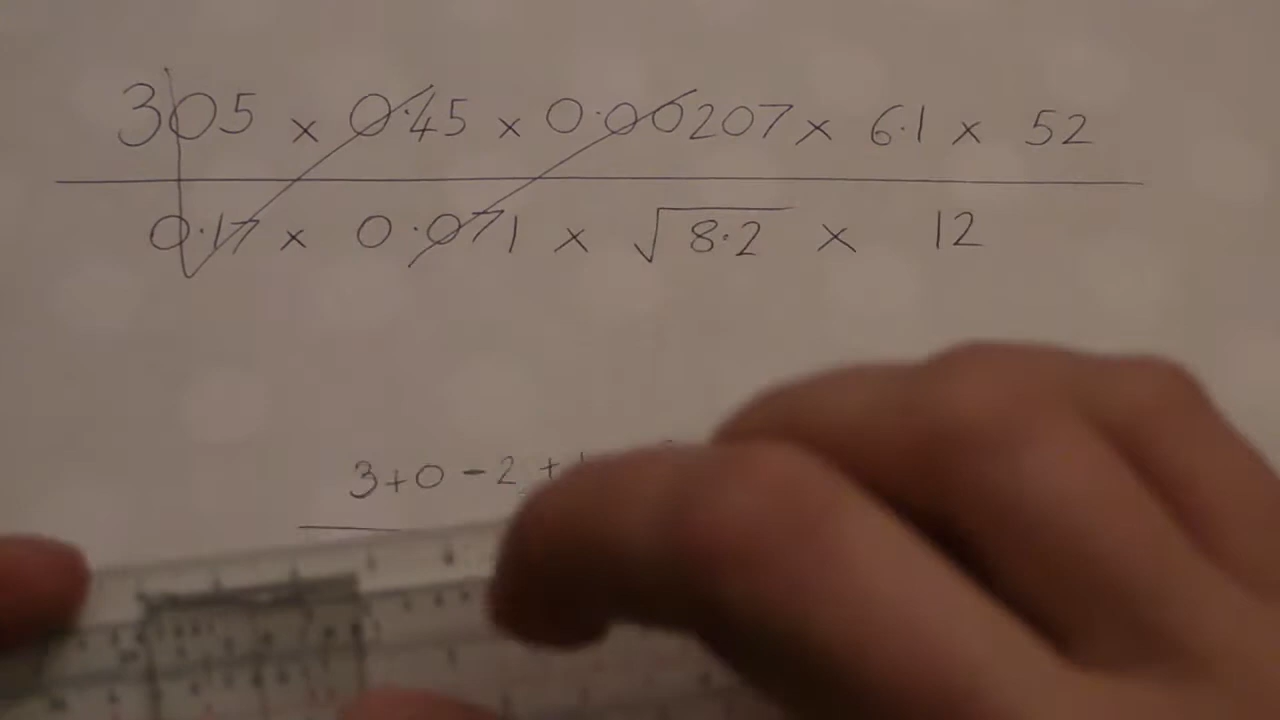 305 × 0·45 × 0·00207 × 6·1 × 52
0·17 × 0·071 × √8·2 × 12
3+0-2+